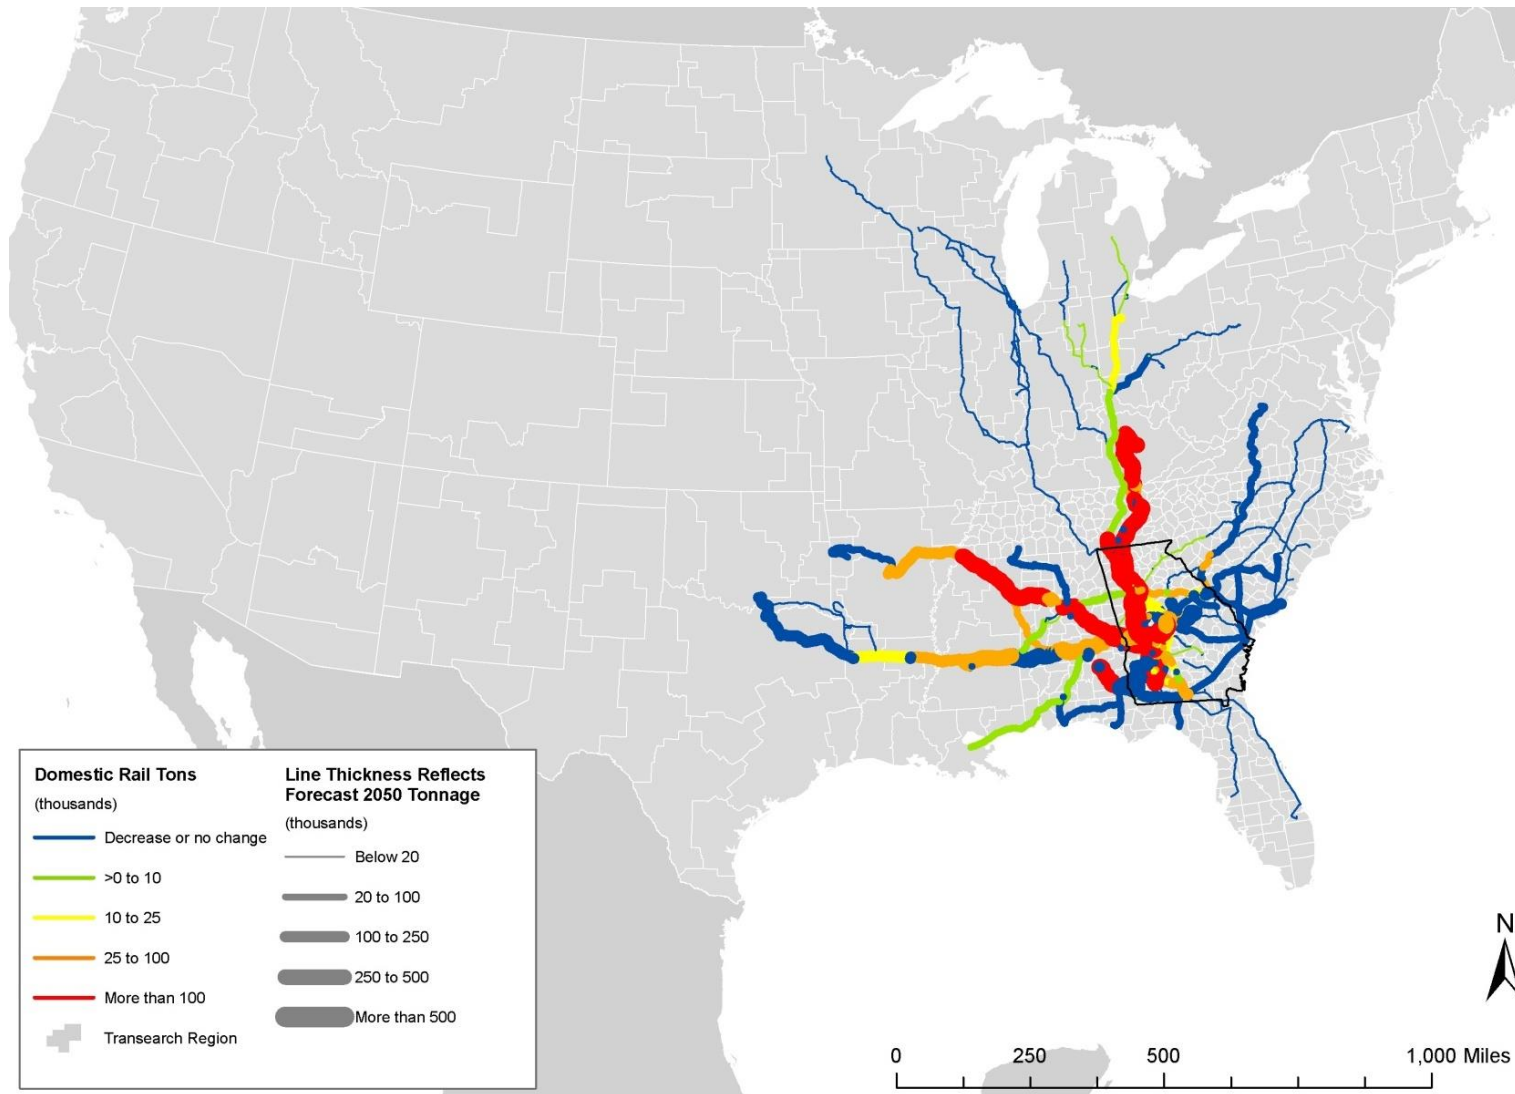 Domestic Rail Tons
(thousands)
Decrease or no change
>0 to 10
10 to 25
25 to 100
More than 100
Transearch Region
Line Thickness Reflects
Forecast 2050 Tonnage
(thousands)
Below 20
20 to 100
100 to 250
250 to 500
More than 500
N
0 250 500 1,000 Miles